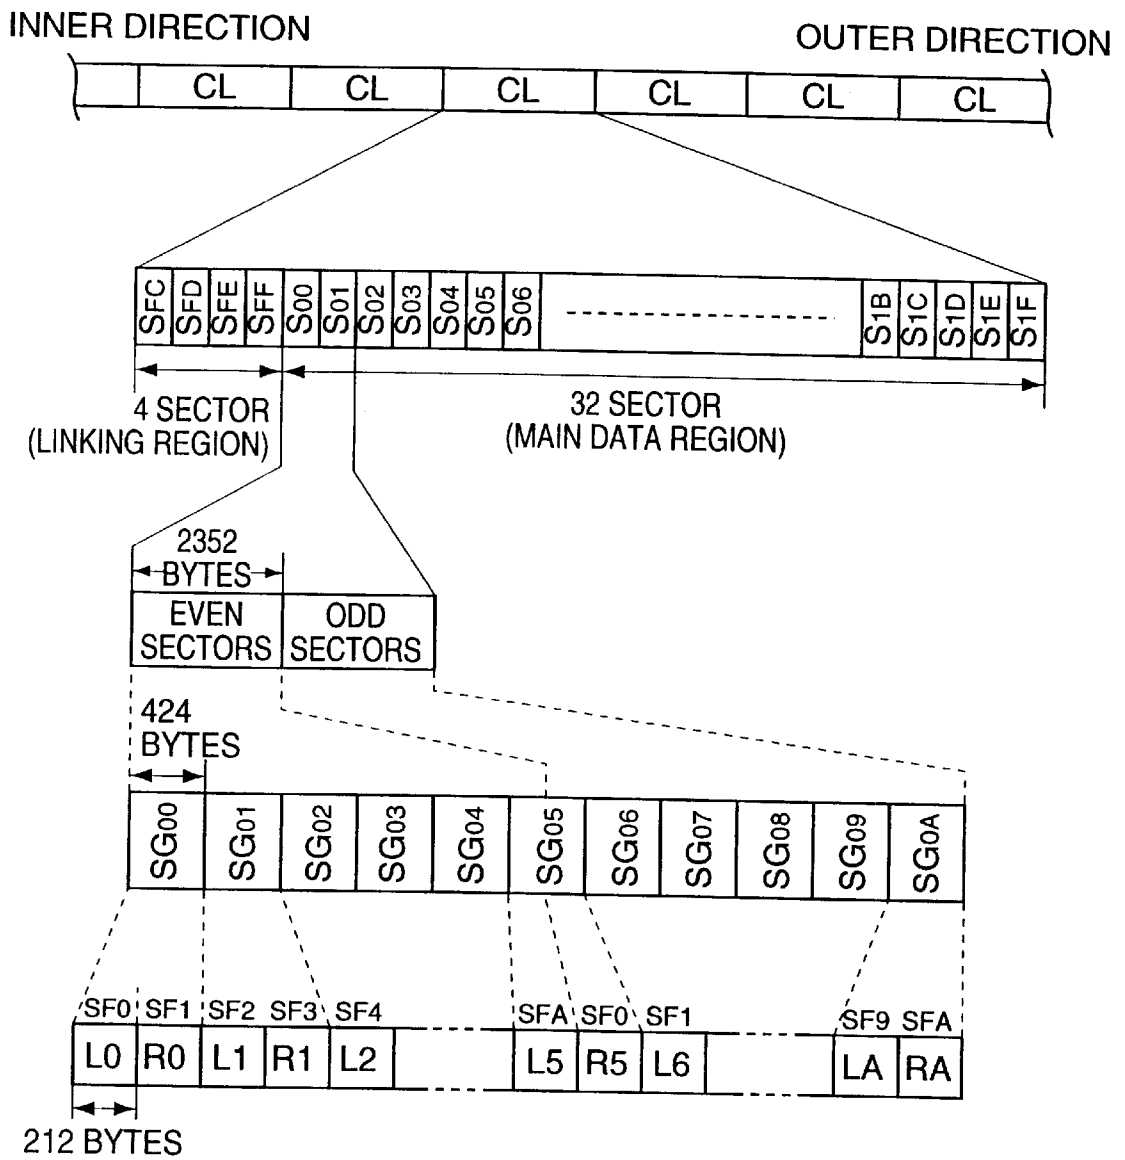 INNER DIRECTION
OUTER DIRECTION
CL CL CL CL CL CL
SFC SFD SFE SFF S00 S01 S02 S03 S04 S05 S06 S1B S1C S1D S1E S1F
4 SECTOR
(LINKING REGION)
32 SECTOR
(MAIN DATA REGION)
2352
BYTES
EVEN
SECTORS
ODD
SECTORS
424
BYTES
SG00 SG01 SG02 SG03 SG04 SG05 SG06 SG07 SG08 SG09 SG0A
SF0 SF1 SF2 SF3 SF4 SFA SF0 SF1 SF9 SFA
L0 R0 L1 R1 L2 L5 R5 L6 LA RA
212 BYTES